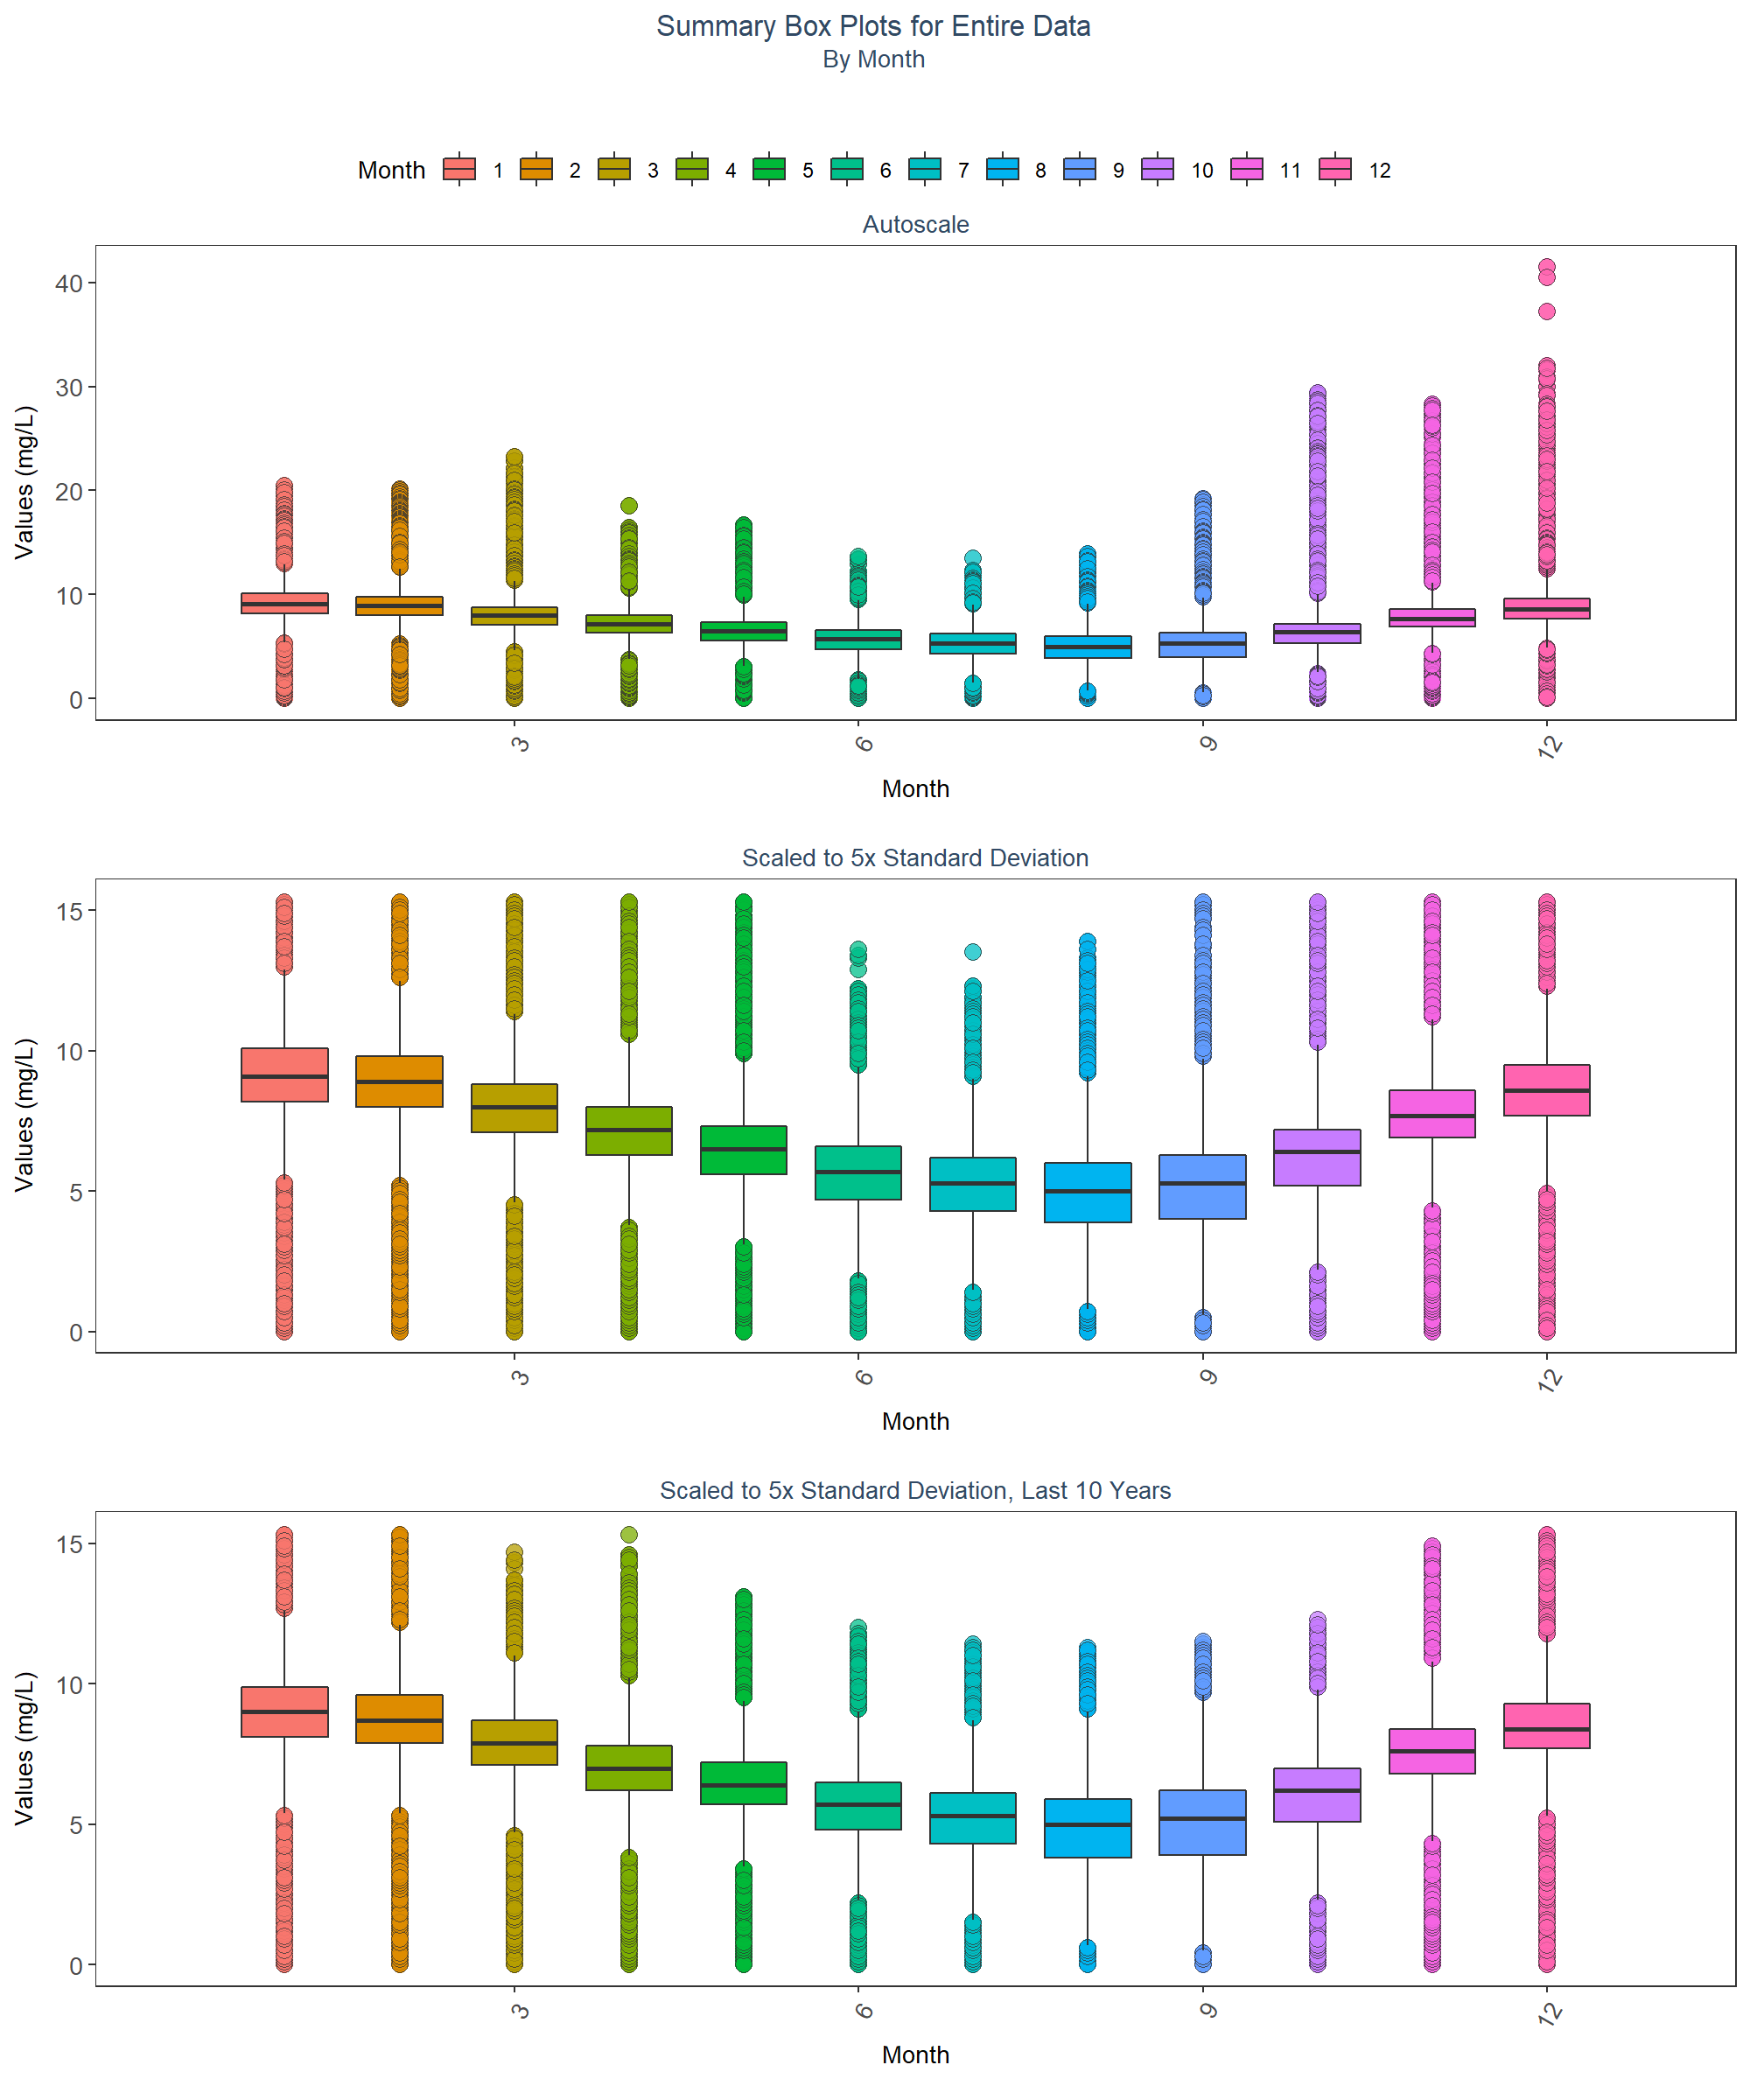 Summary Box Plots for Entire Data
By Month
Month 1 2 3 4 5 6 7 8 9 10 11 12
Autoscale
Values (mg/L)
40
30
20
10
0
3 6 9 12
Month
Scaled to 5x Standard Deviation
Values (mg/L)
15
10
5
0
3 6 9 12
Month
Scaled to 5x Standard Deviation, Last 10 Years
Values (mg/L)
15
10
5
0
3 6 9 12
Month